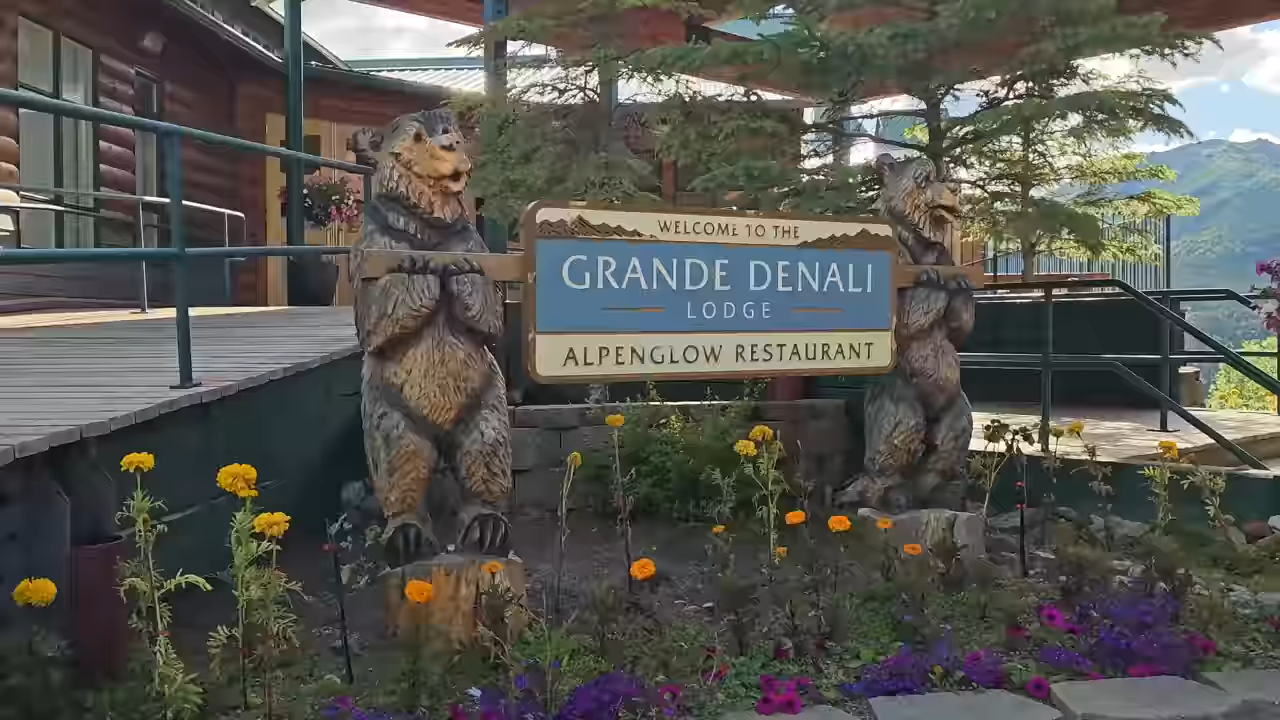 WELCOME TO THE
GRANDE DENALI
LODGE
ALPENGLOW RESTAURANT